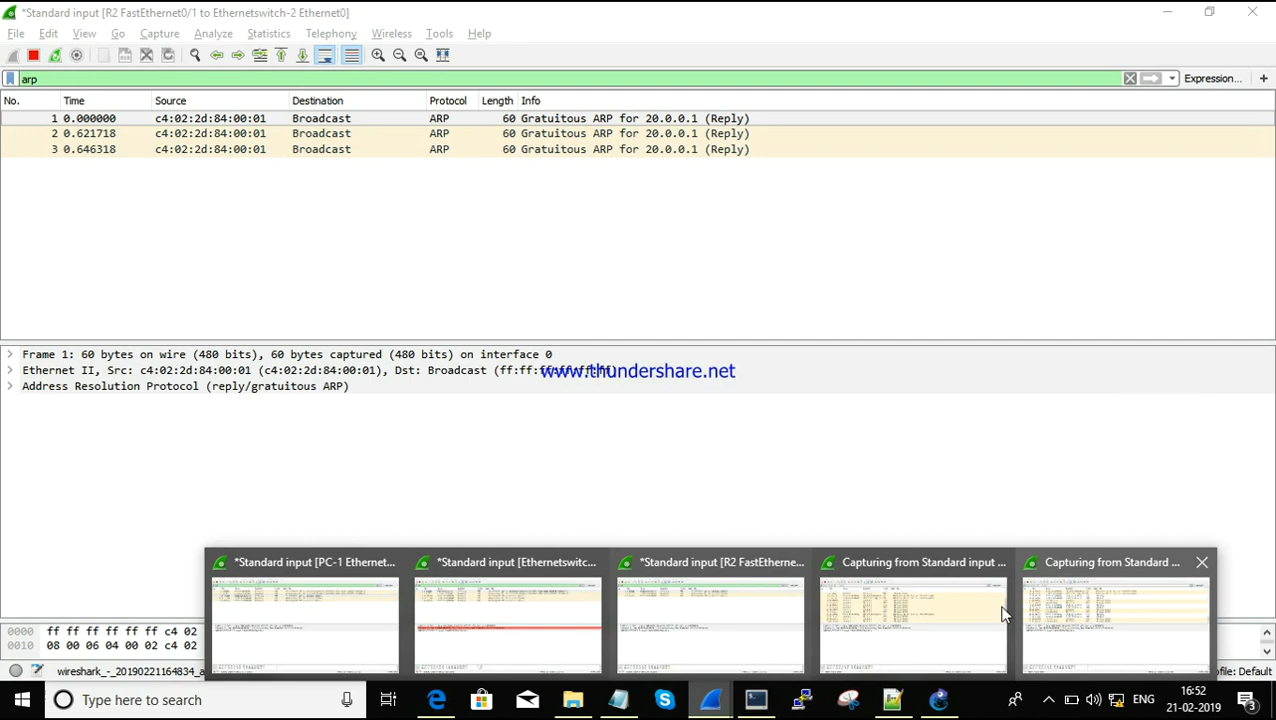 *Standard input [R2 FastEthernet0/1 to Ethernetswitch-2 Ethernet0]
File Edit View Go Capture Analyze Statistics Telephony Wireless Tools Help
arp Expression... +
No. Time Source Destination Protocol Length Info
1 0.000000 c4:02:2d:84:00:01 Broadcast ARP 60 Gratuitous ARP for 20.0.0.1 (Reply)
2 0.621718 c4:02:2d:84:00:01 Broadcast ARP 60 Gratuitous ARP for 20.0.0.1 (Reply)
3 0.646318 c4:02:2d:84:00:01 Broadcast ARP 60 Gratuitous ARP for 20.0.0.1 (Reply)
Frame 1: 60 bytes on wire (480 bits), 60 bytes captured (480 bits) on interface 0
Ethernet II, Src: c4:02:2d:84:00:01 (c4:02:2d:84:00:01), Dst: Broadcast (ff:ff:ff:ff:ff:ff)
www.thundershare.net
Address Resolution Protocol (reply/gratuitous ARP)
*Standard input [PC-1 Ethernet... *Standard input [Ethernetswitc... *Standard input [R2 FastEtherne... Capturing from Standard input ... Capturing from Standard ...
0000 ff ff ff ff ff ff c4 02
0010 08 00 06 04 00 02 c4 02
wireshark_-_20190221164834_a Profile: Default
Type here to search
ENG
16:52
21-02-2019
3